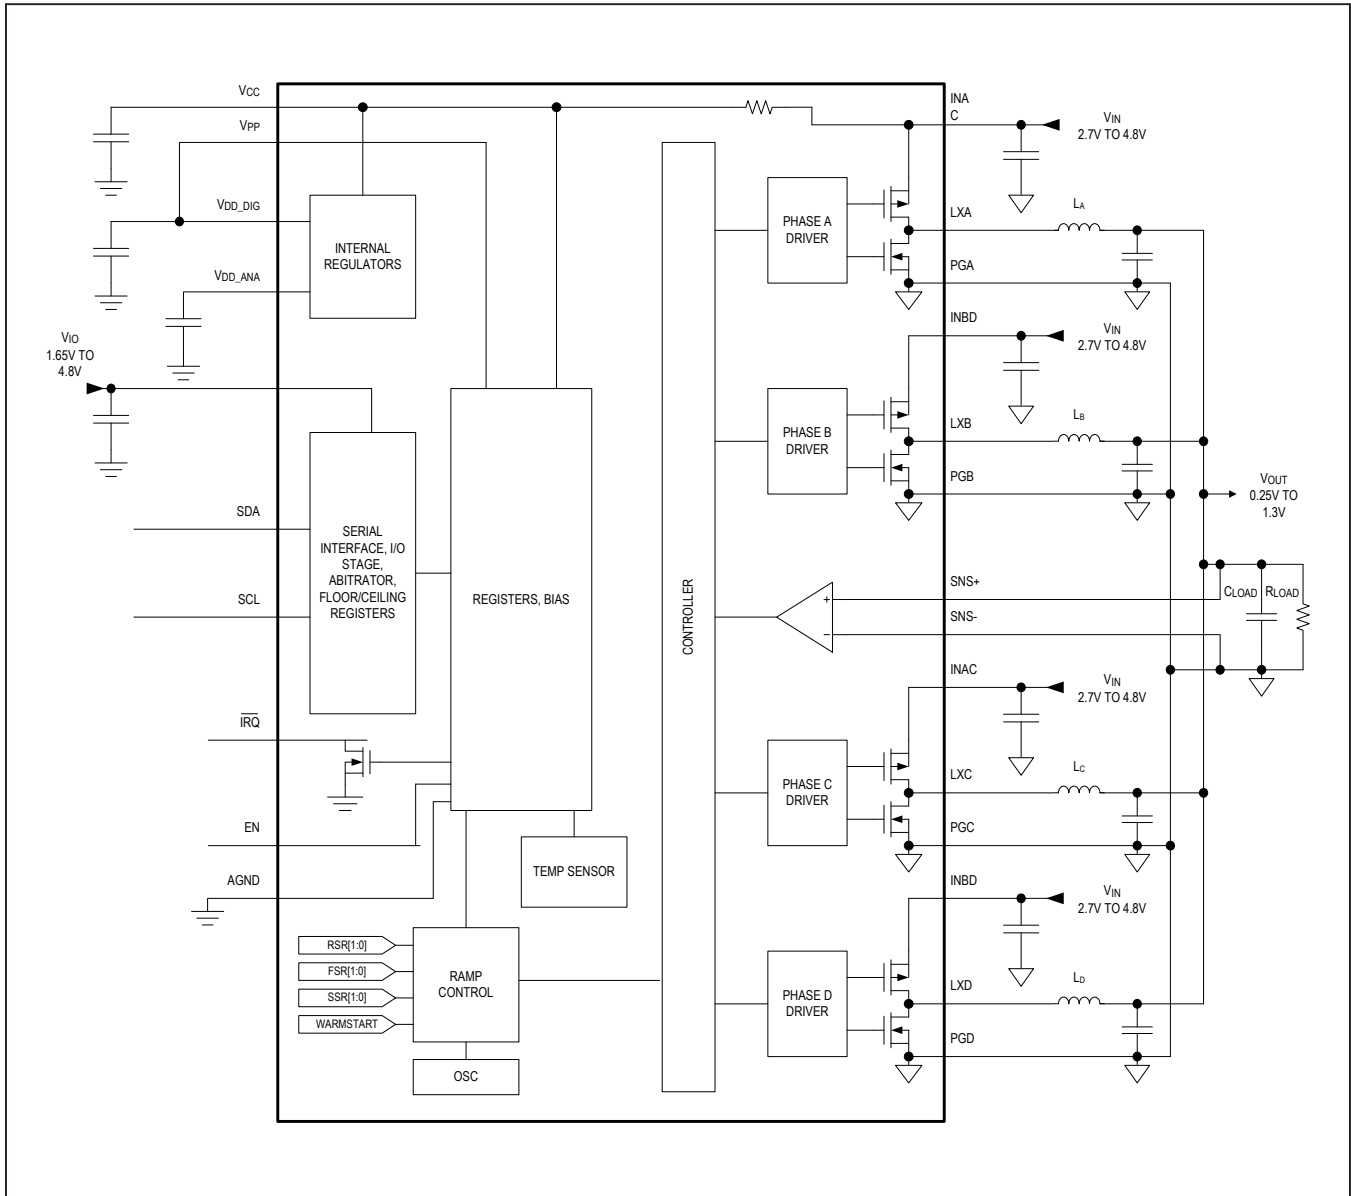 VCC
VPP
VDD_DIG
VDD_ANA
VIO
1.65V TO
4.8V
SDA
SCL
IRQ
EN
AGND
INTERNAL
REGULATORS
SERIAL
INTERFACE, I/O
STAGE,
ABITRATOR,
FLOOR/CEILING
REGISTERS
REGISTERS, BIAS
TEMP SENSOR
RSR[1:0]
FSR[1:0]
SSR[1:0]
WARMSTART
RAMP
CONTROL
OSC
CONTROLLER
PHASE A
DRIVER
PHASE B
DRIVER
PHASE C
DRIVER
PHASE D
DRIVER
+
−
INA
C
VIN
2.7V TO 4.8V
LXA
LA
PGA
INBD
VIN
2.7V TO 4.8V
LXB
LB
PGB
VOUT
0.25V TO
1.3V
SNS+
SNS-
CLOAD
RLOAD
INAC
VIN
2.7V TO 4.8V
LXC
LC
PGC
INBD
VIN
2.7V TO 4.8V
LXD
LD
PGD